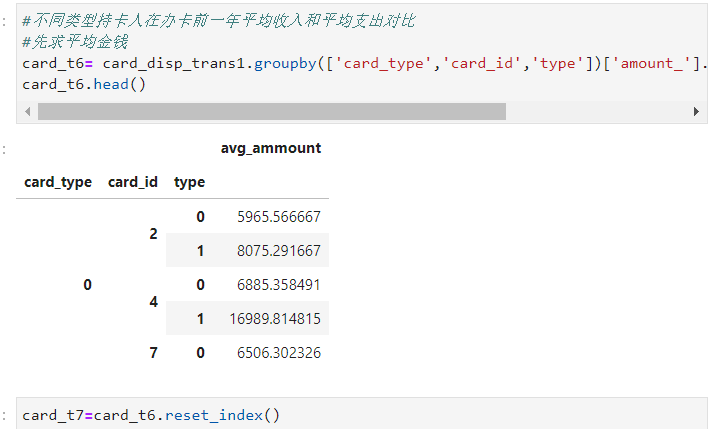 #不同类型持卡人在办卡前一年平均收入和平均支出对比
#先求平均金钱
card_t6= card_disp_trans1.groupby(['card_type','card_id','type'])['amount_'].
card_t6.head()
avg_ammount
card_type card_id type
0 2 0 5965.566667
1 8075.291667
4 0 6885.358491
1 16989.814815
7 0 6506.302326
card_t7=card_t6.reset_index()